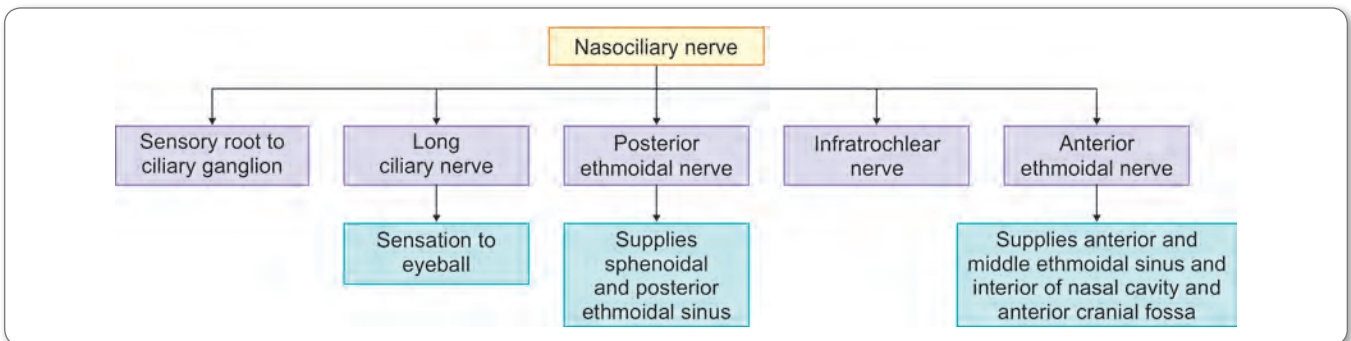 Nasociliary nerve
Sensory root to
ciliary ganglion
Long
ciliary nerve
Posterior
ethmoidal nerve
Infratrochlear
nerve
Anterior
ethmoidal nerve
Sensation to
eyeball
Supplies
sphenoidal
and posterior
ethmoidal sinus
Supplies anterior and
middle ethmoidal sinus and
interior of nasal cavity and
anterior cranial fossa